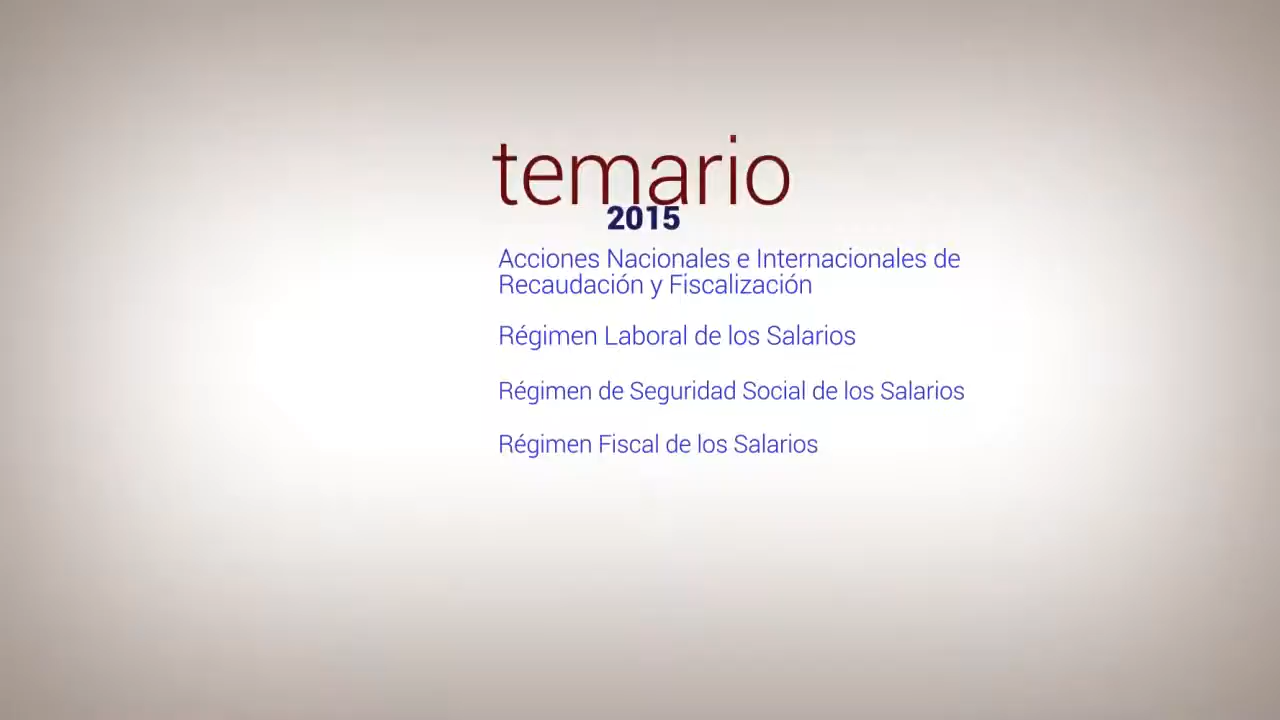 temario
2015
Acciones Nacionales e Internacionales de
Recaudación y Fiscalización
Régimen Laboral de los Salarios
Régimen de Seguridad Social de los Salarios
Régimen Fiscal de los Salarios